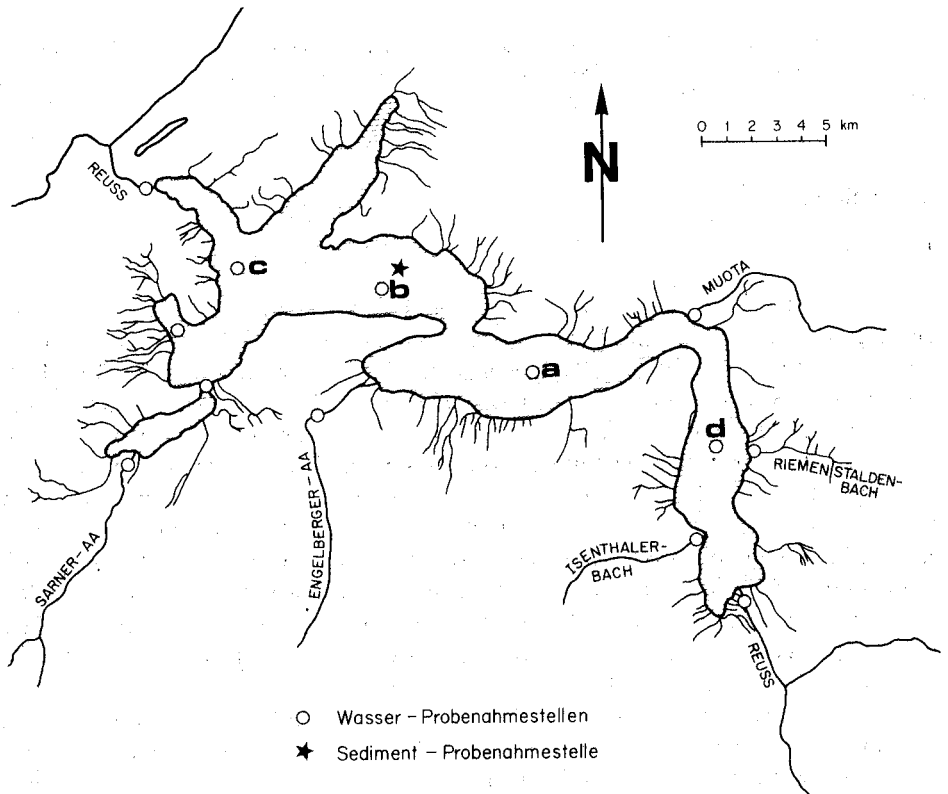 N
0 1 2 3 4 5 km
REUSS
c
b
MUOTA
a
d
RIEMENSTALDEN-
BACH
ISENTHALER-
BACH
ENGELBERGER-AA
SARNER-AA
REUSS
Wasser - Probenahmestellen
Sediment - Probenahmestelle